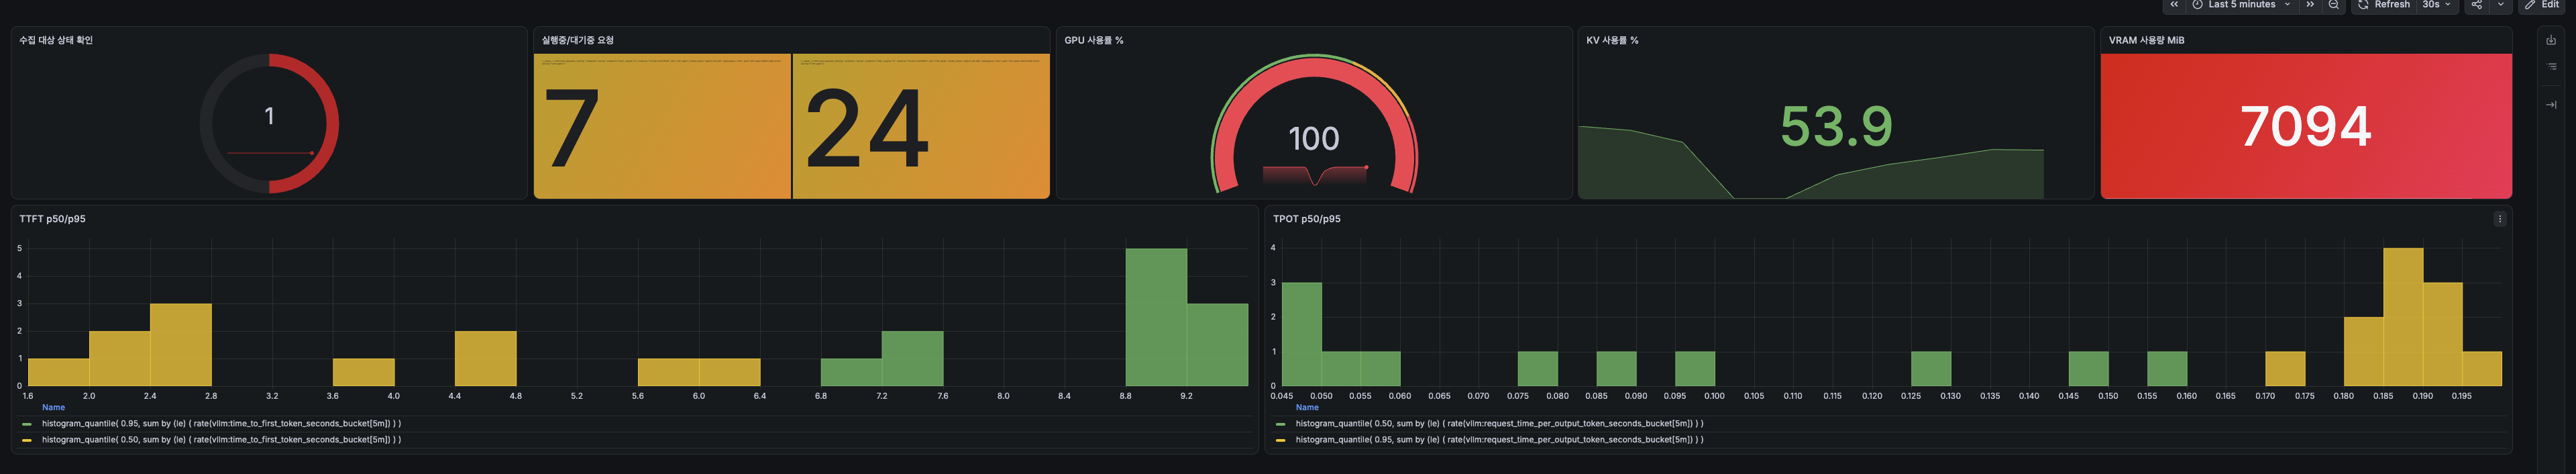 Last 5 minutes
Refresh
30s
Edit
수집 대상 상태 확인
1
실행중/대기중 요청
7
24
GPU 사용률 %
100
KV 사용률 %
53.9
VRAM 사용량 MiB
7094
TTFT p50/p95
5
4
3
2
1
0
1.6 2.0 2.4 2.8 3.2 3.6 4.0 4.4 4.8 5.2 5.6 6.0 6.4 6.8 7.2 7.6 8.0 8.4 8.8 9.2
Name
histogram_quantile( 0.95, sum by (le) ( rate(vllm:time_to_first_token_seconds_bucket[5m]) ) )
histogram_quantile( 0.50, sum by (le) ( rate(vllm:time_to_first_token_seconds_bucket[5m]) ) )
TPOT p50/p95
4
3
2
1
0
0.045 0.050 0.055 0.060 0.065 0.070 0.075 0.080 0.085 0.090 0.095 0.100 0.105 0.110 0.115 0.120 0.125 0.130 0.135 0.140 0.145 0.150 0.155 0.160 0.165 0.170 0.175 0.180 0.185 0.190 0.195
Name
histogram_quantile( 0.50, sum by (le) ( rate(vllm:request_time_per_output_token_seconds_bucket[5m]) ) )
histogram_quantile( 0.95, sum by (le) ( rate(vllm:request_time_per_output_token_seconds_bucket[5m]) ) )